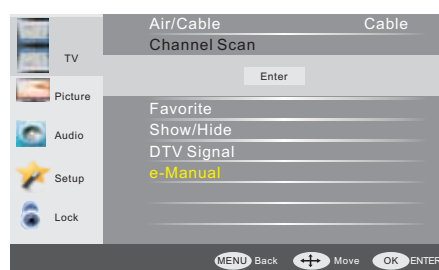 TV
Picture
Audio
Setup
Lock
Air/Cable Cable
Channel Scan
Enter
Favorite
Show/Hide
DTV Signal
e-Manual
MENU Back Move OK ENTER